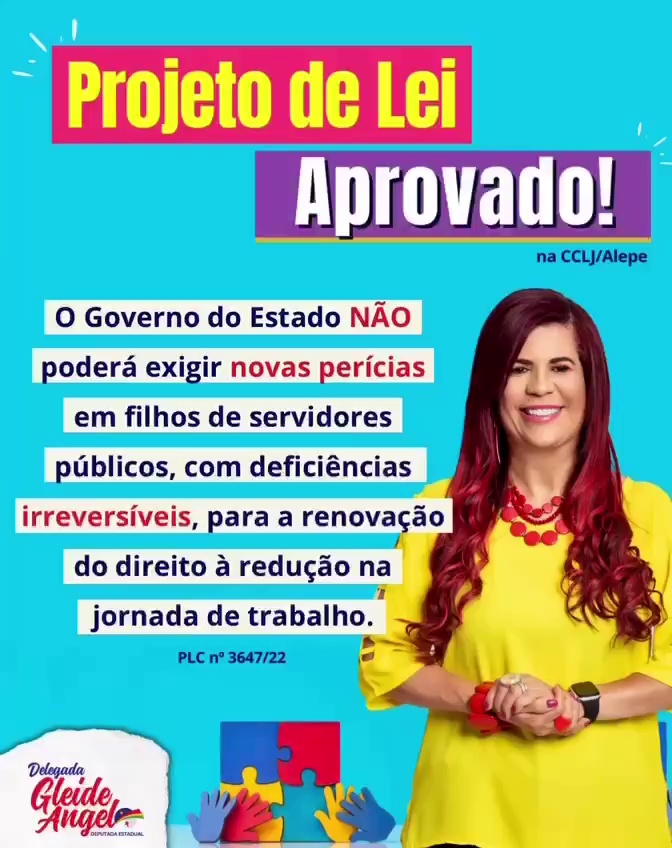 Projeto de Lei
Aprovado!
na CCLJ/Alepe
O Governo do Estado NÃO
poderá exigir novas perícias
em filhos de servidores
públicos, com deficiências
irreversíveis, para a renovação
do direito à redução na
jornada de trabalho.
PLC nº 3647/22
Delegada
Gleide
Angelo
DEPUTADA ESTADUAL